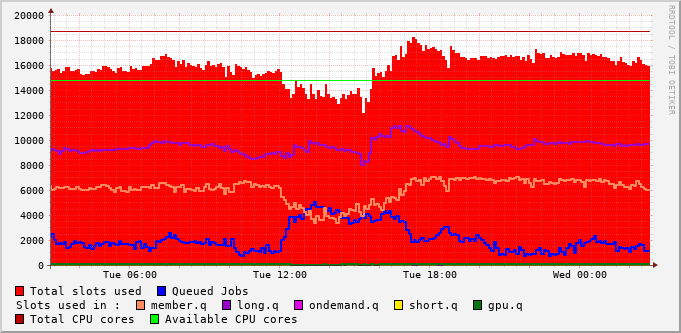 20000
18000
16000
14000
12000
10000
8000
6000
4000
2000
0
Tue 06:00 Tue 12:00 Tue 18:00 Wed 00:00
Total slots used Queued Jobs
Slots used in : member.q long.q ondemand.q short.q gpu.q
Total CPU cores Available CPU cores
RRDTOOL / TOBI OETIKER